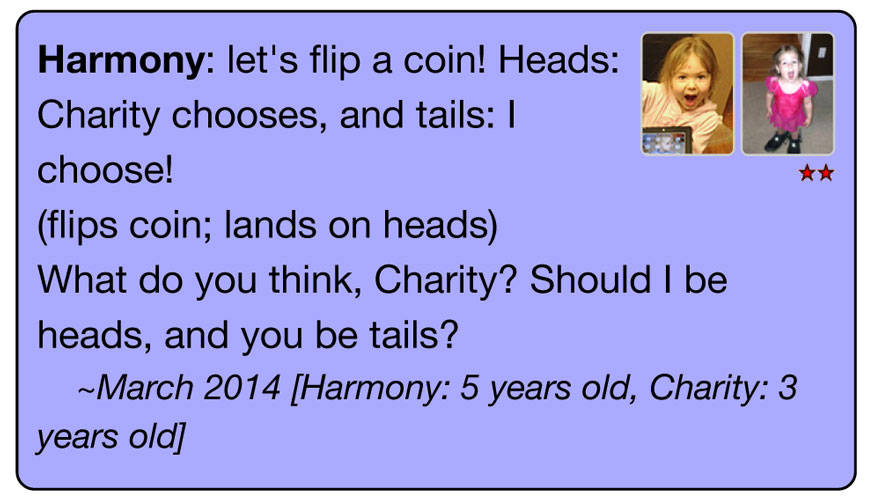 Harmony: let's flip a coin! Heads:
Charity chooses, and tails: I
choose!
(flips coin; lands on heads)
What do you think, Charity? Should I be
heads, and you be tails?
~March 2014 [Harmony: 5 years old, Charity: 3
years old]